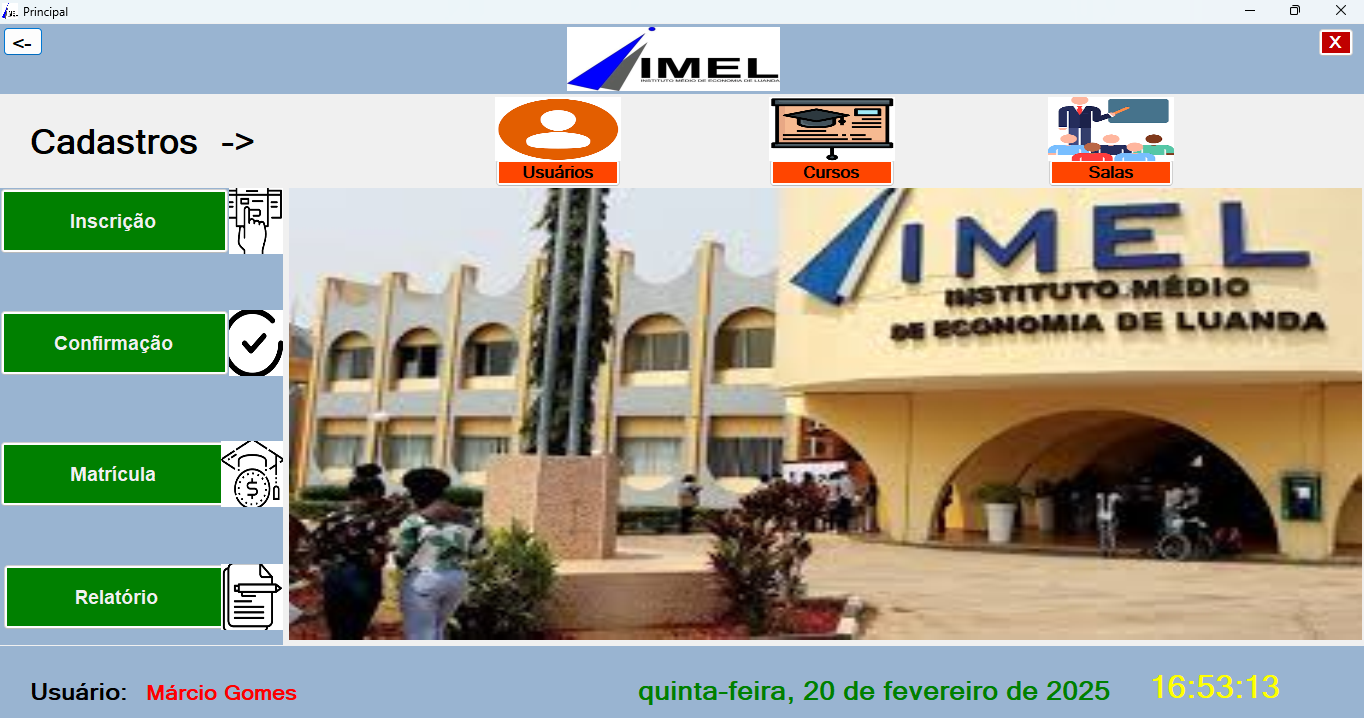 Principal
<-
IMEL
INSTITUTO MÉDIO DE ECONOMIA DE LUANDA
X
Cadastros ->
Usuários
Cursos
Salas
Inscrição
Confirmação
Matrícula
Relatório
IMEL
INSTITUTO MÉDIO
DE ECONOMIA DE LUANDA
Usuário: Márcio Gomes
quinta-feira, 20 de fevereiro de 2025
16:53:13